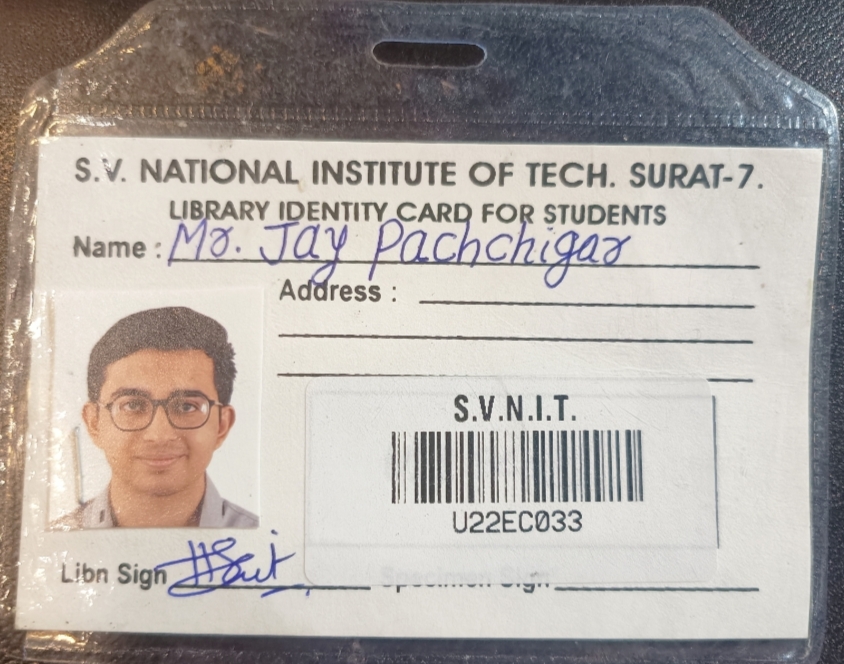 S.V. NATIONAL INSTITUTE OF TECH. SURAT-7.
LIBRARY IDENTITY CARD FOR STUDENTS
Name : Mr. Jay Pachchigar
Address :
S.V.N.I.T.
U22EC033
Libn Sign Specimen Sign